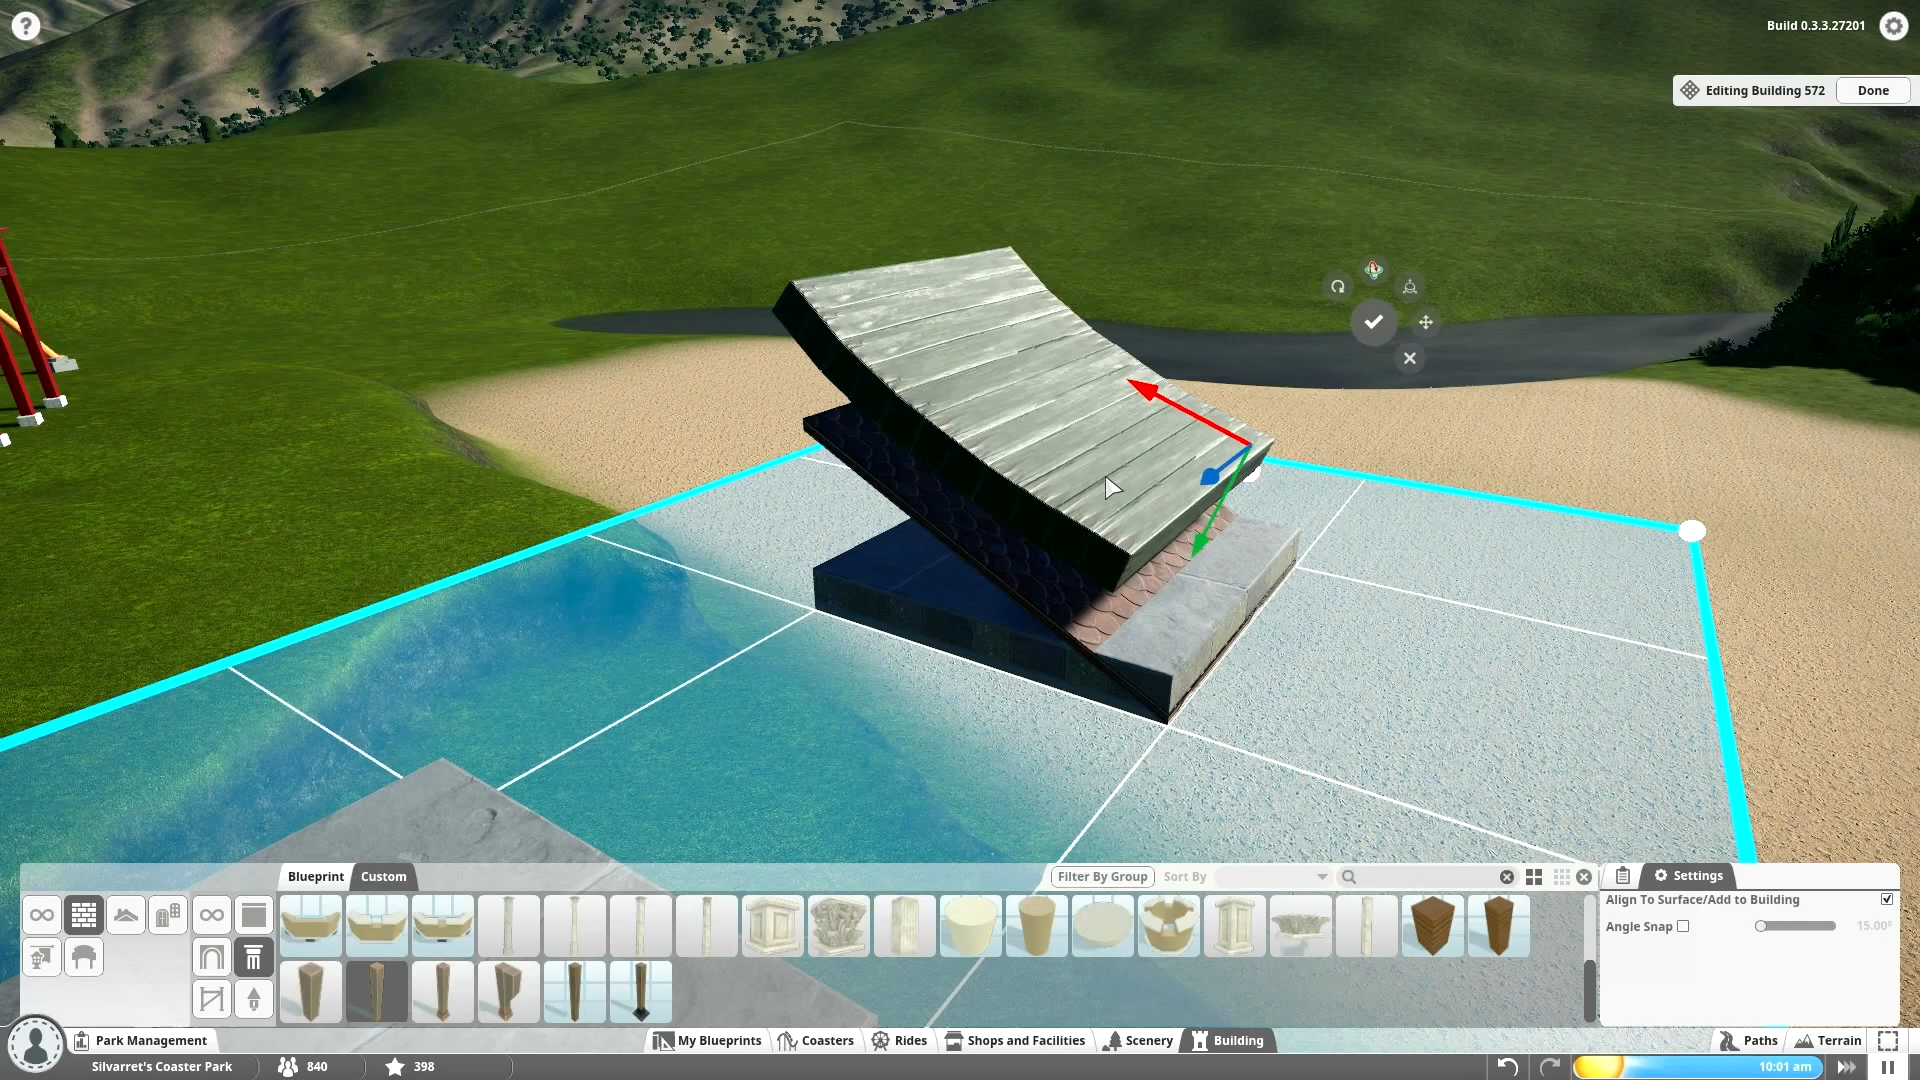 ?
Build 0.3.3.27201
Editing Building 572
Done
Blueprint
Custom
Filter By Group
Sort By
Settings
Align To Surface/Add to Building
Angle Snap
15.00°
Park Management
My Blueprints
Coasters
Rides
Shops and Facilities
Scenery
Building
Paths
Terrain
Silvarret's Coaster Park
840
398
10:01 am